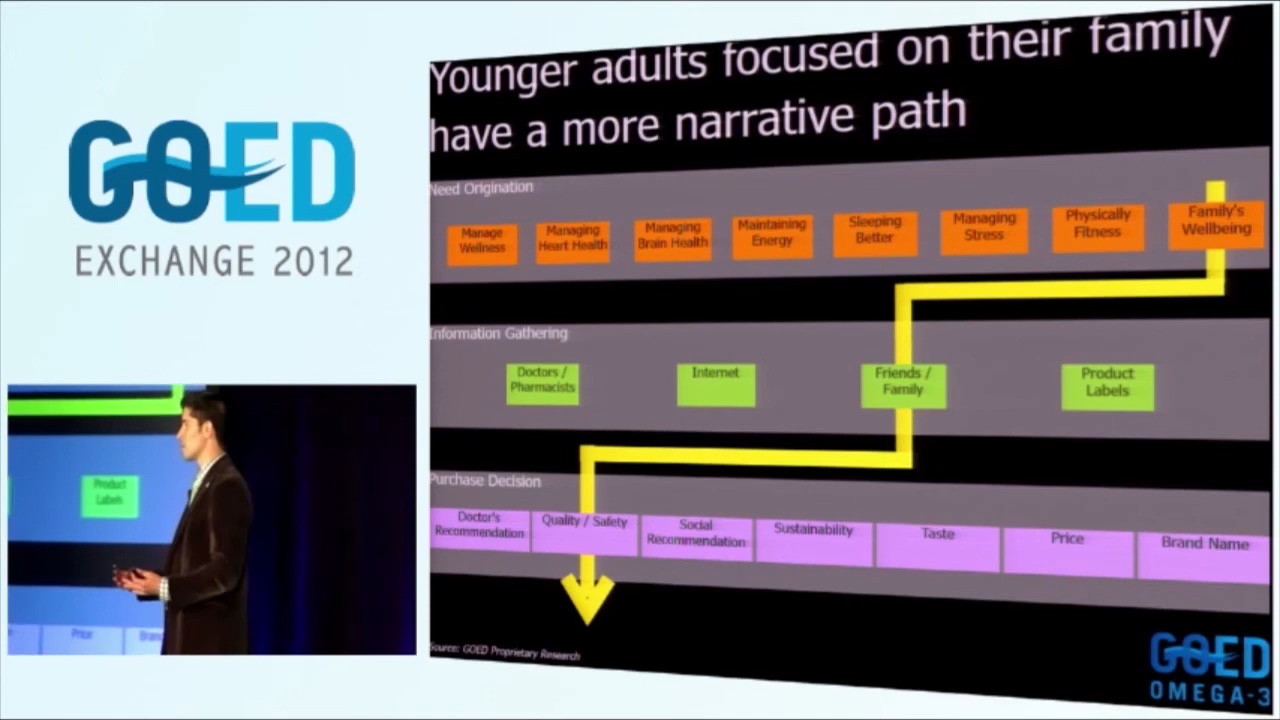 GOED
EXCHANGE 2012
Younger adults focused on their family
have a more narrative path
Need Origination
Manage
Wellness
Managing
Heart Health
Managing
Brain Health
Maintaining
Energy
Sleeping
Better
Managing
Stress
Physically
Fitness
Family's
Wellbeing
Information Gathering
Doctors /
Pharmacists
Internet
Friends /
Family
Product
Labels
Purchase Decision
Doctor's
Recommendation
Quality / Safety
Social
Recommendation
Sustainability
Taste
Price
Brand Name
Source: GOED Proprietary Research
GOED
OMEGA-3
Product
Labels
Price